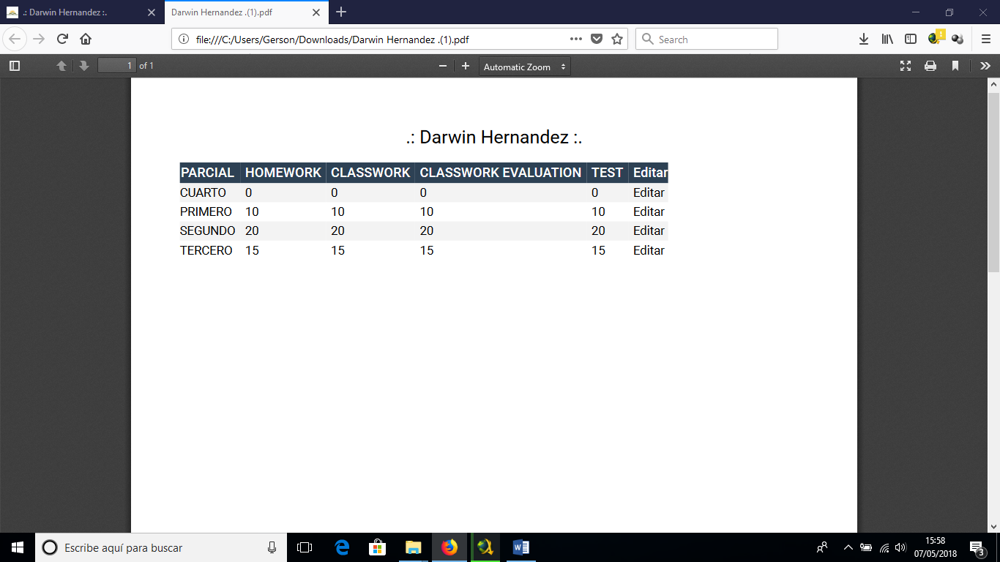 .: Darwin Hernandez :.
Darwin Hernandez .(1).pdf
file:///C:/Users/Gerson/Downloads/Darwin Hernandez .(1).pdf
Search
1 of 1
Automatic Zoom
.: Darwin Hernandez :.
PARCIAL HOMEWORK CLASSWORK CLASSWORK EVALUATION TEST Editar
CUARTO 0 0 0 0 Editar
PRIMERO 10 10 10 10 Editar
SEGUNDO 20 20 20 20 Editar
TERCERO 15 15 15 15 Editar
Escribe aquí para buscar
15:58
07/05/2018
3